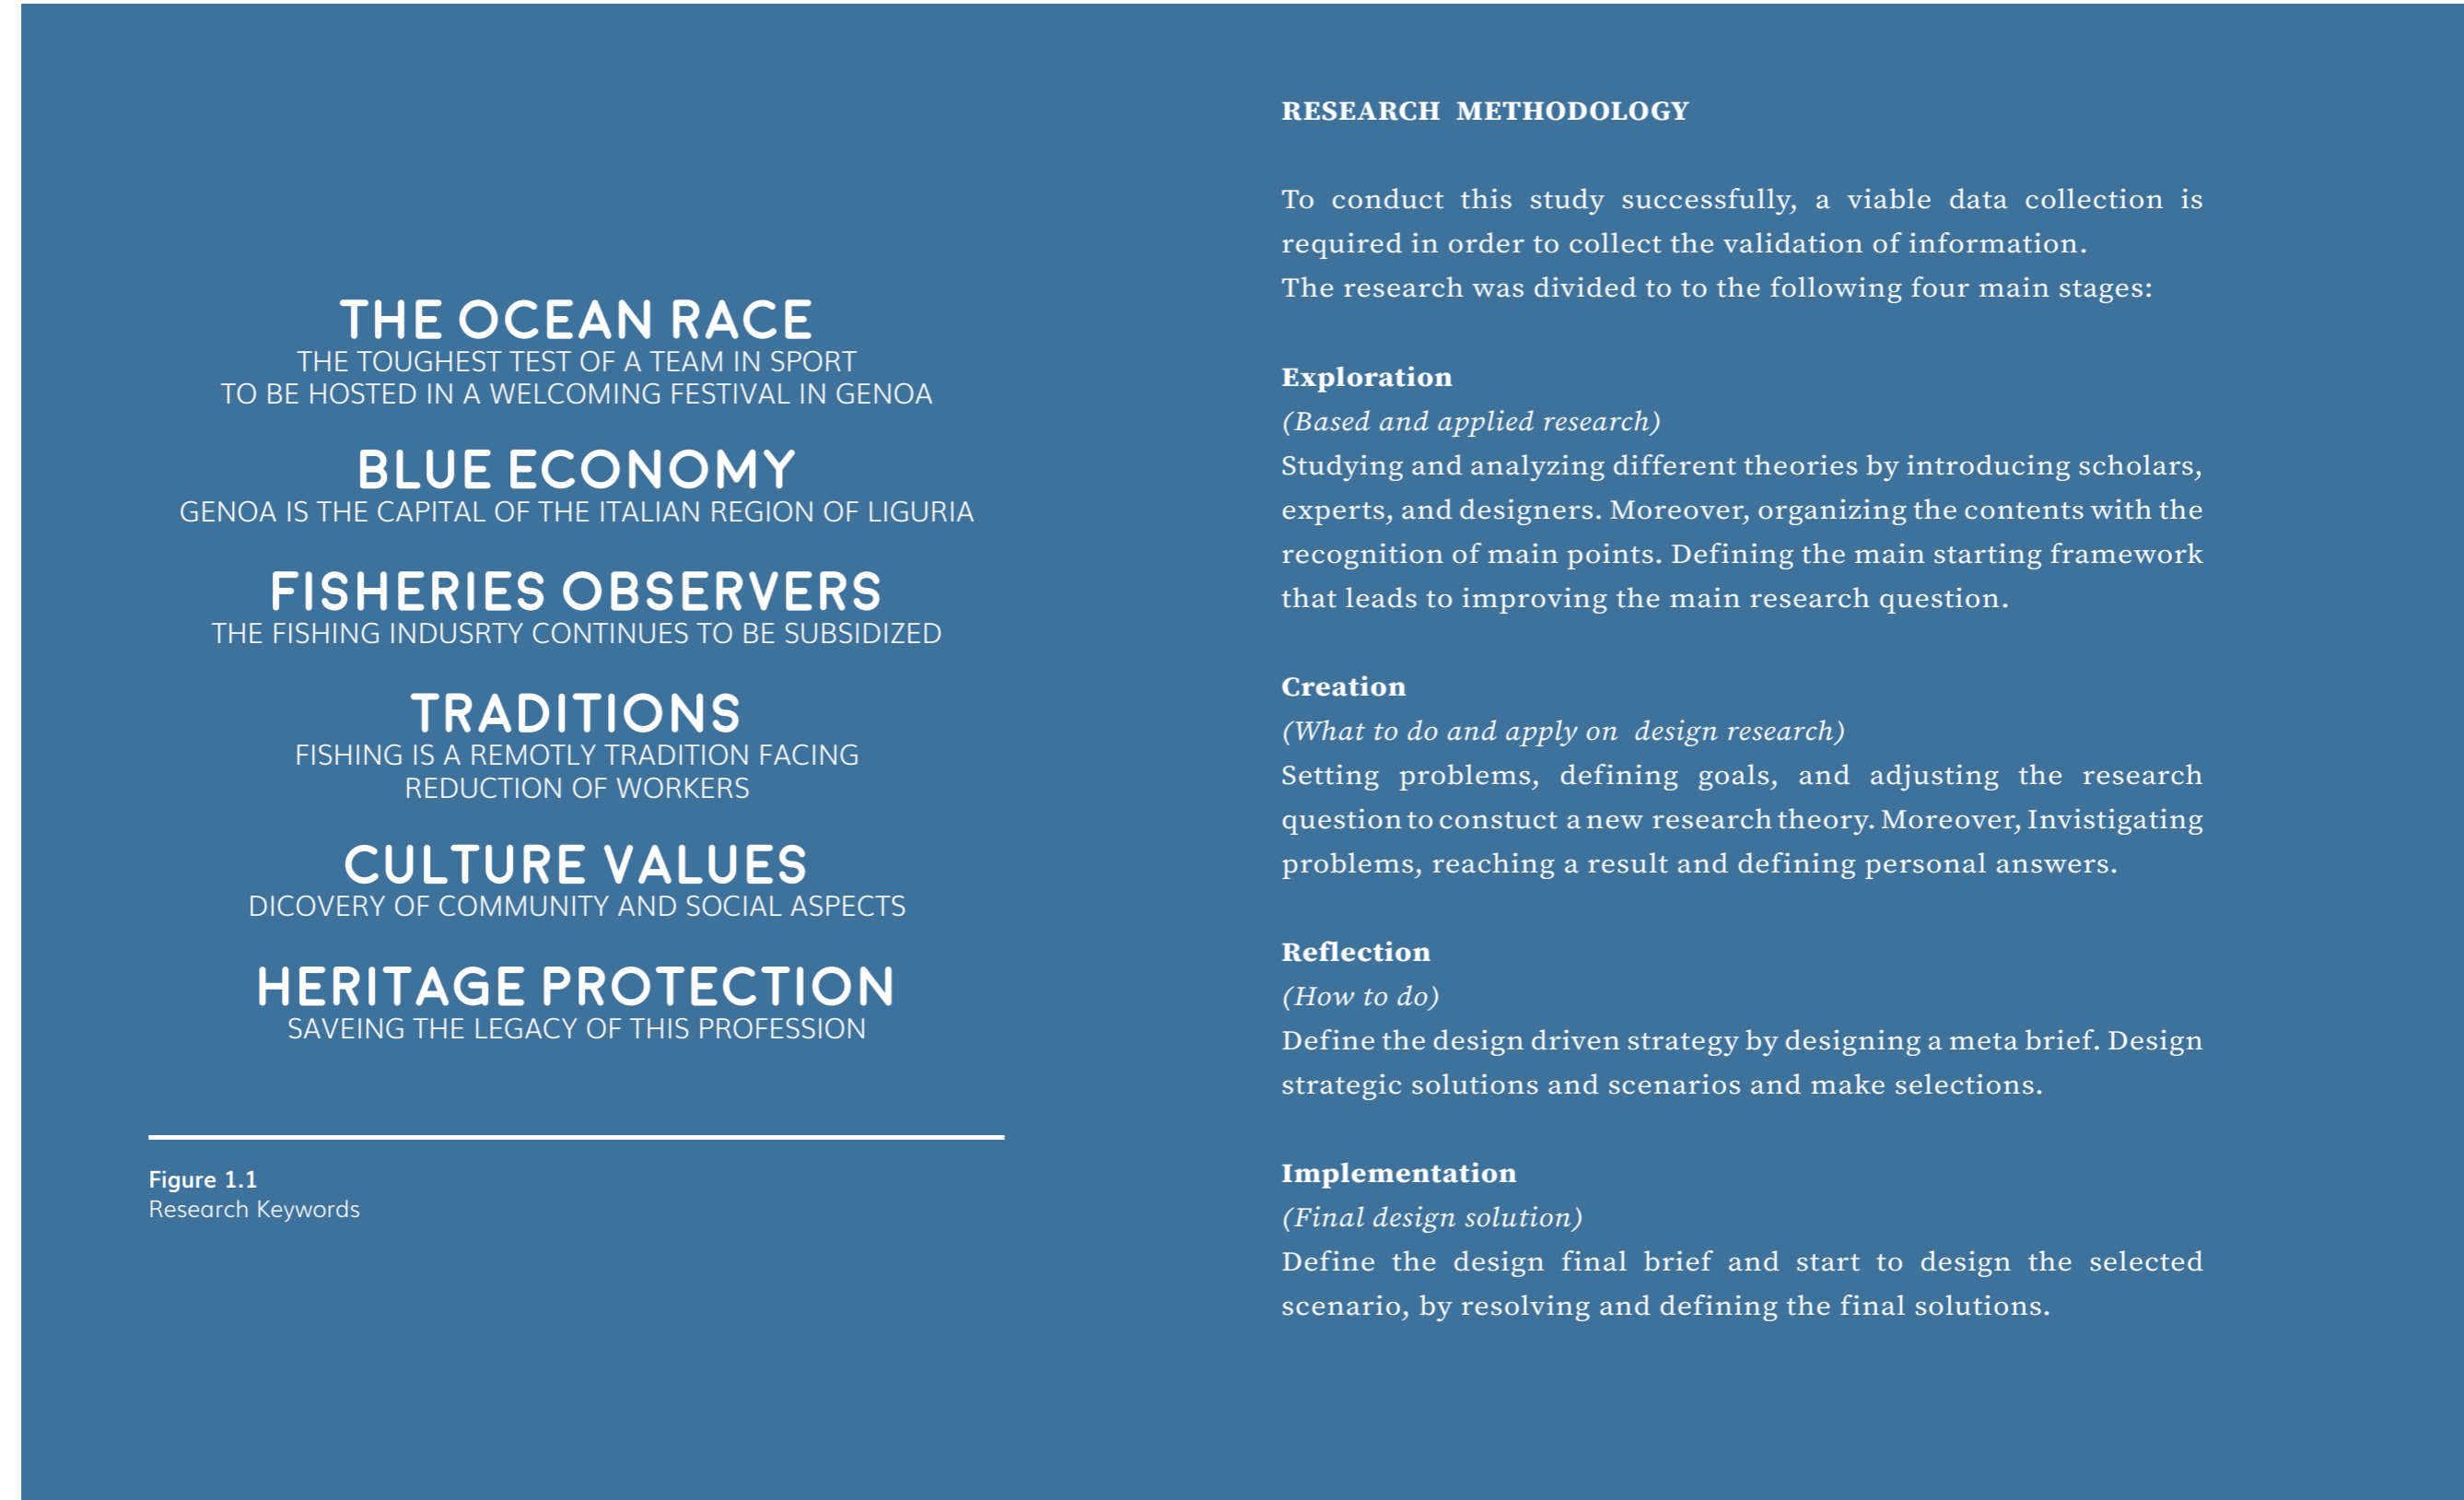 THE OCEAN RACE
THE TOUGHEST TEST OF A TEAM IN SPORT
TO BE HOSTED IN A WELCOMING FESTIVAL IN GENOA
BLUE ECONOMY
GENOA IS THE CAPITAL OF THE ITALIAN REGION OF LIGURIA
FISHERIES OBSERVERS
THE FISHING INDUSRTY CONTINUES TO BE SUBSIDIZED
TRADITIONS
FISHING IS A REMOTLY TRADITION FACING
REDUCTION OF WORKERS
CULTURE VALUES
DICOVERY OF COMMUNITY AND SOCIAL ASPECTS
HERITAGE PROTECTION
SAVEING THE LEGACY OF THIS PROFESSION
Figure 1.1
Research Keywords
RESEARCH METHODOLOGY
To conduct this study successfully, a viable data collection is
required in order to collect the validation of information.
The research was divided to to the following four main stages:
Exploration
(Based and applied research)
Studying and analyzing different theories by introducing scholars,
experts, and designers. Moreover, organizing the contents with the
recognition of main points. Defining the main starting framework
that leads to improving the main research question.
Creation
(What to do and apply on design research)
Setting problems, defining goals, and adjusting the research
question to constuct a new research theory. Moreover, Invistigating
problems, reaching a result and defining personal answers.
Reflection
(How to do)
Define the design driven strategy by designing a meta brief. Design
strategic solutions and scenarios and make selections.
Implementation
(Final design solution)
Define the design final brief and start to design the selected
scenario, by resolving and defining the final solutions.